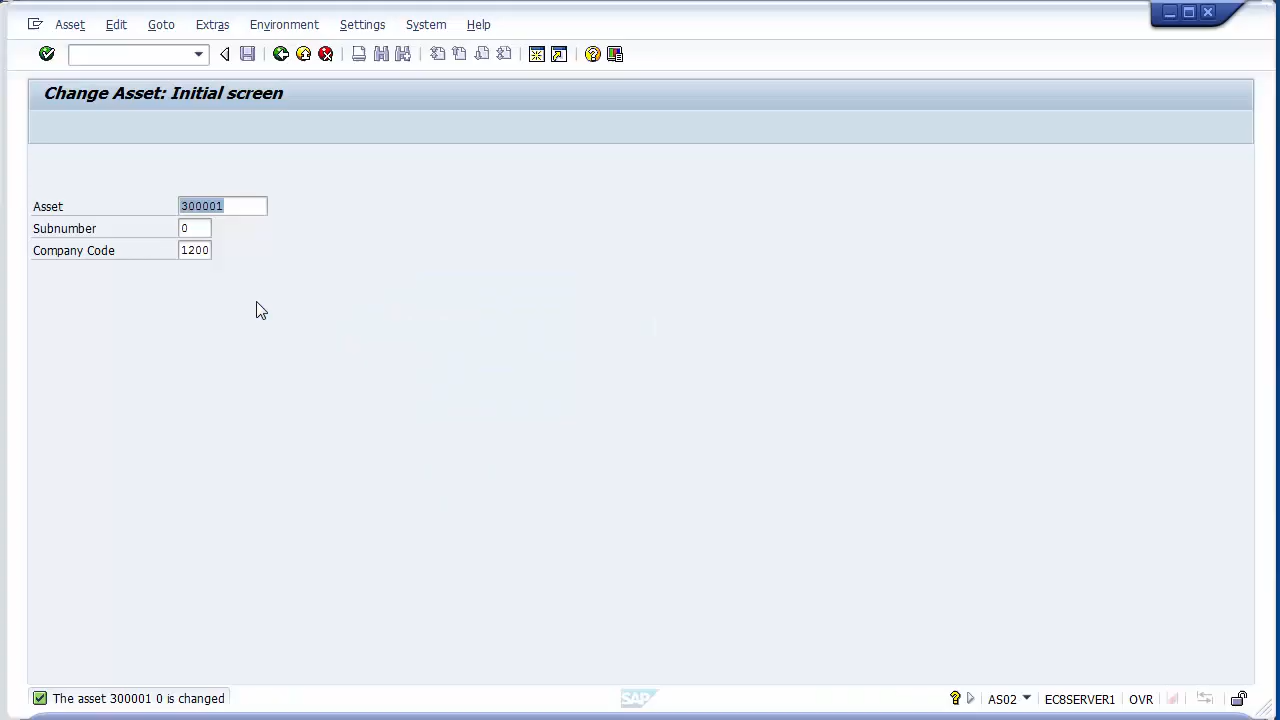 Asset Edit Goto Extras Environment Settings System Help
Change Asset: Initial screen
Asset 300001
Subnumber 0
Company Code 1200
The asset 300001 0 is changed
SAP
AS02 EC8SERVER1 OVR